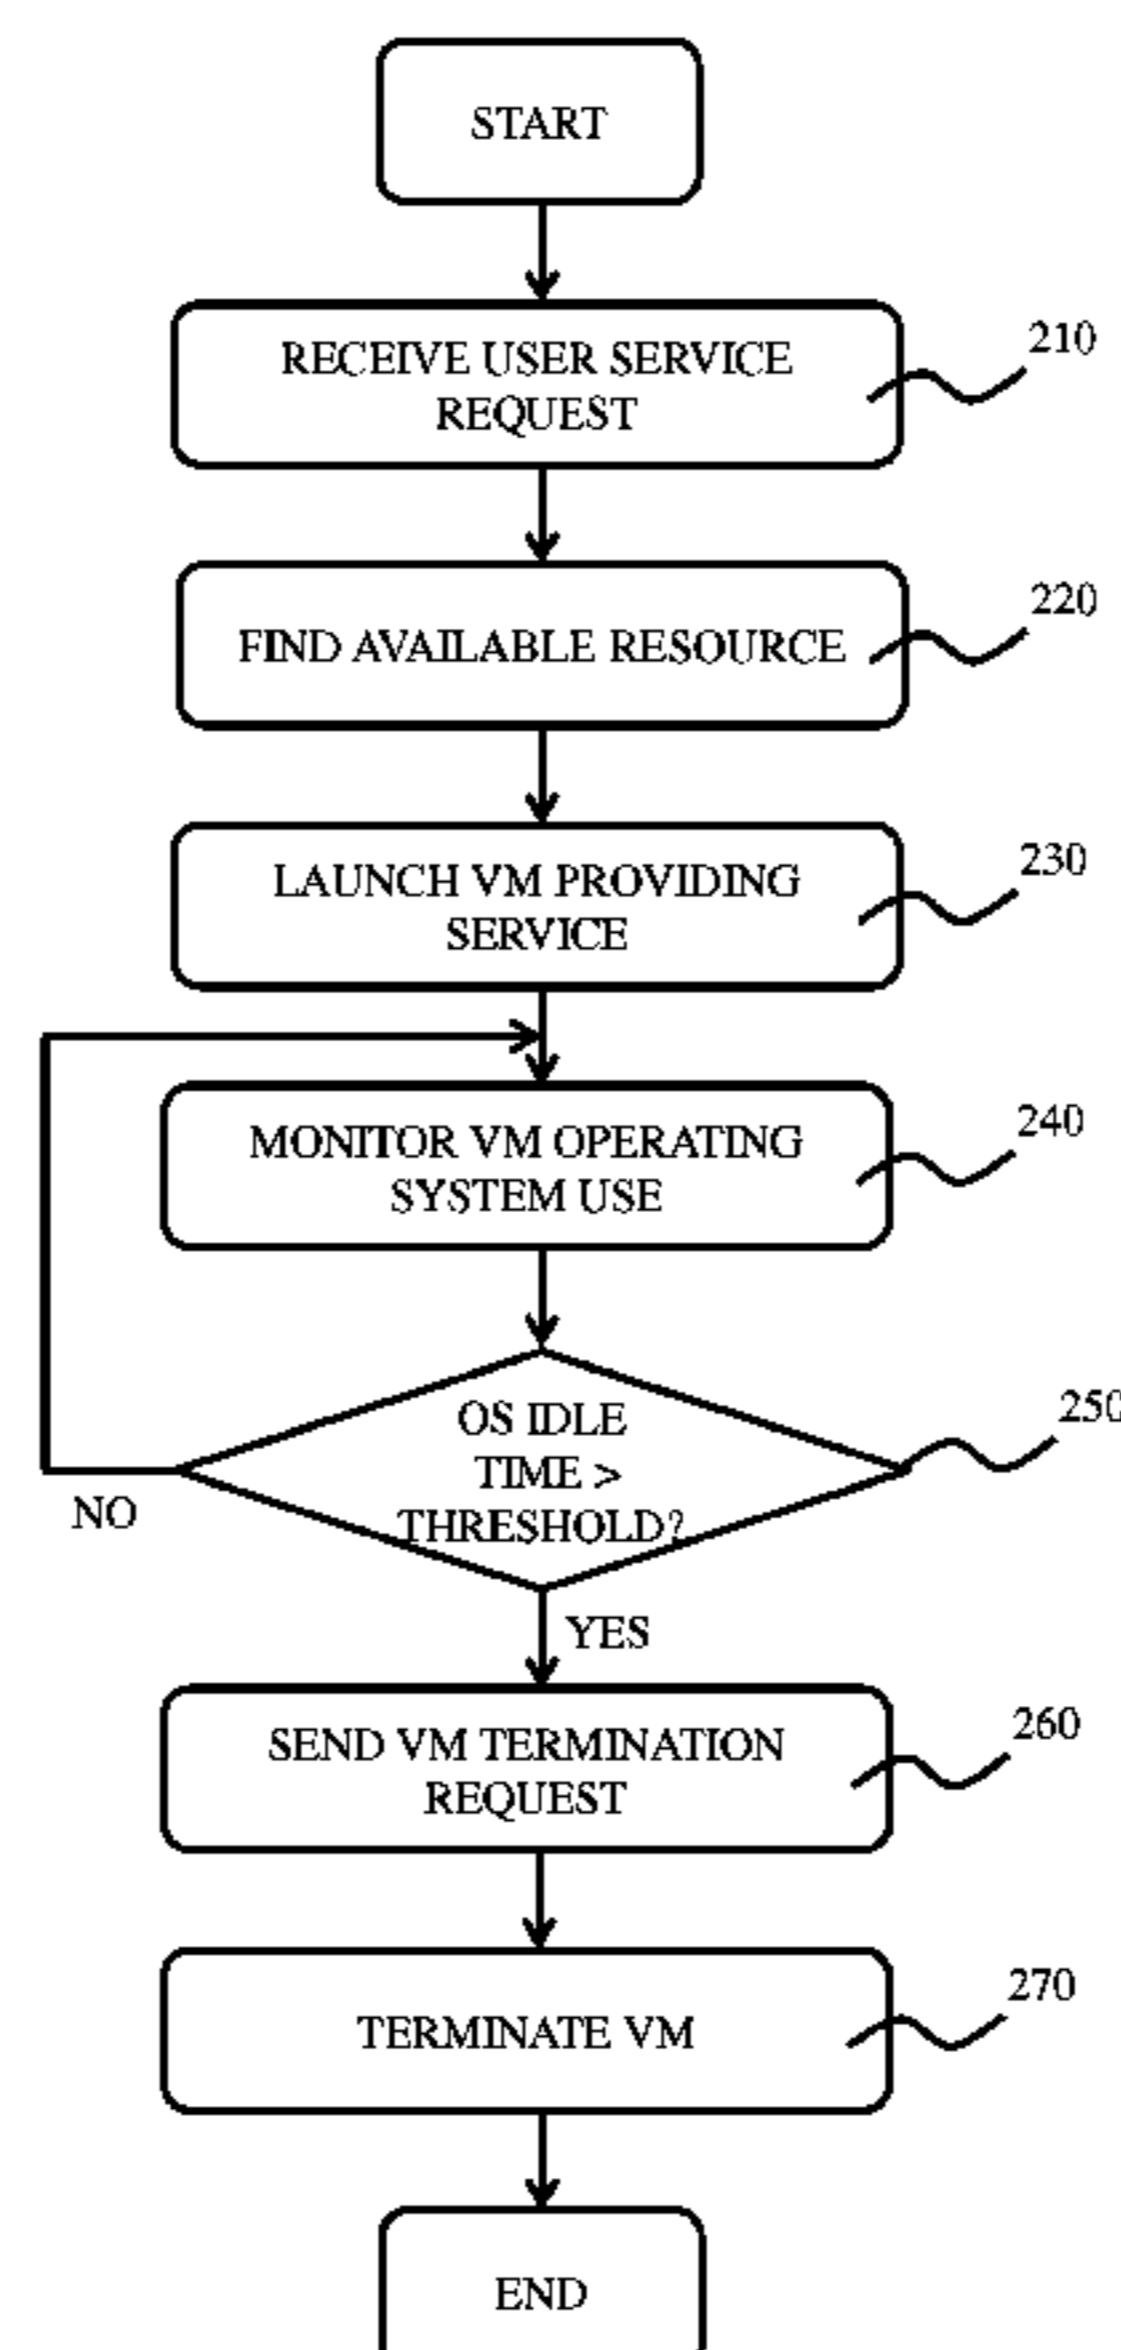 START
RECEIVE USER SERVICE
REQUEST
210
FIND AVAILABLE RESOURCE
220
LAUNCH VM PROVIDING
SERVICE
230
MONITOR VM OPERATING
SYSTEM USE
240
OS IDLE
TIME >
THRESHOLD?
250
NO
YES
SEND VM TERMINATION
REQUEST
260
TERMINATE VM
270
END